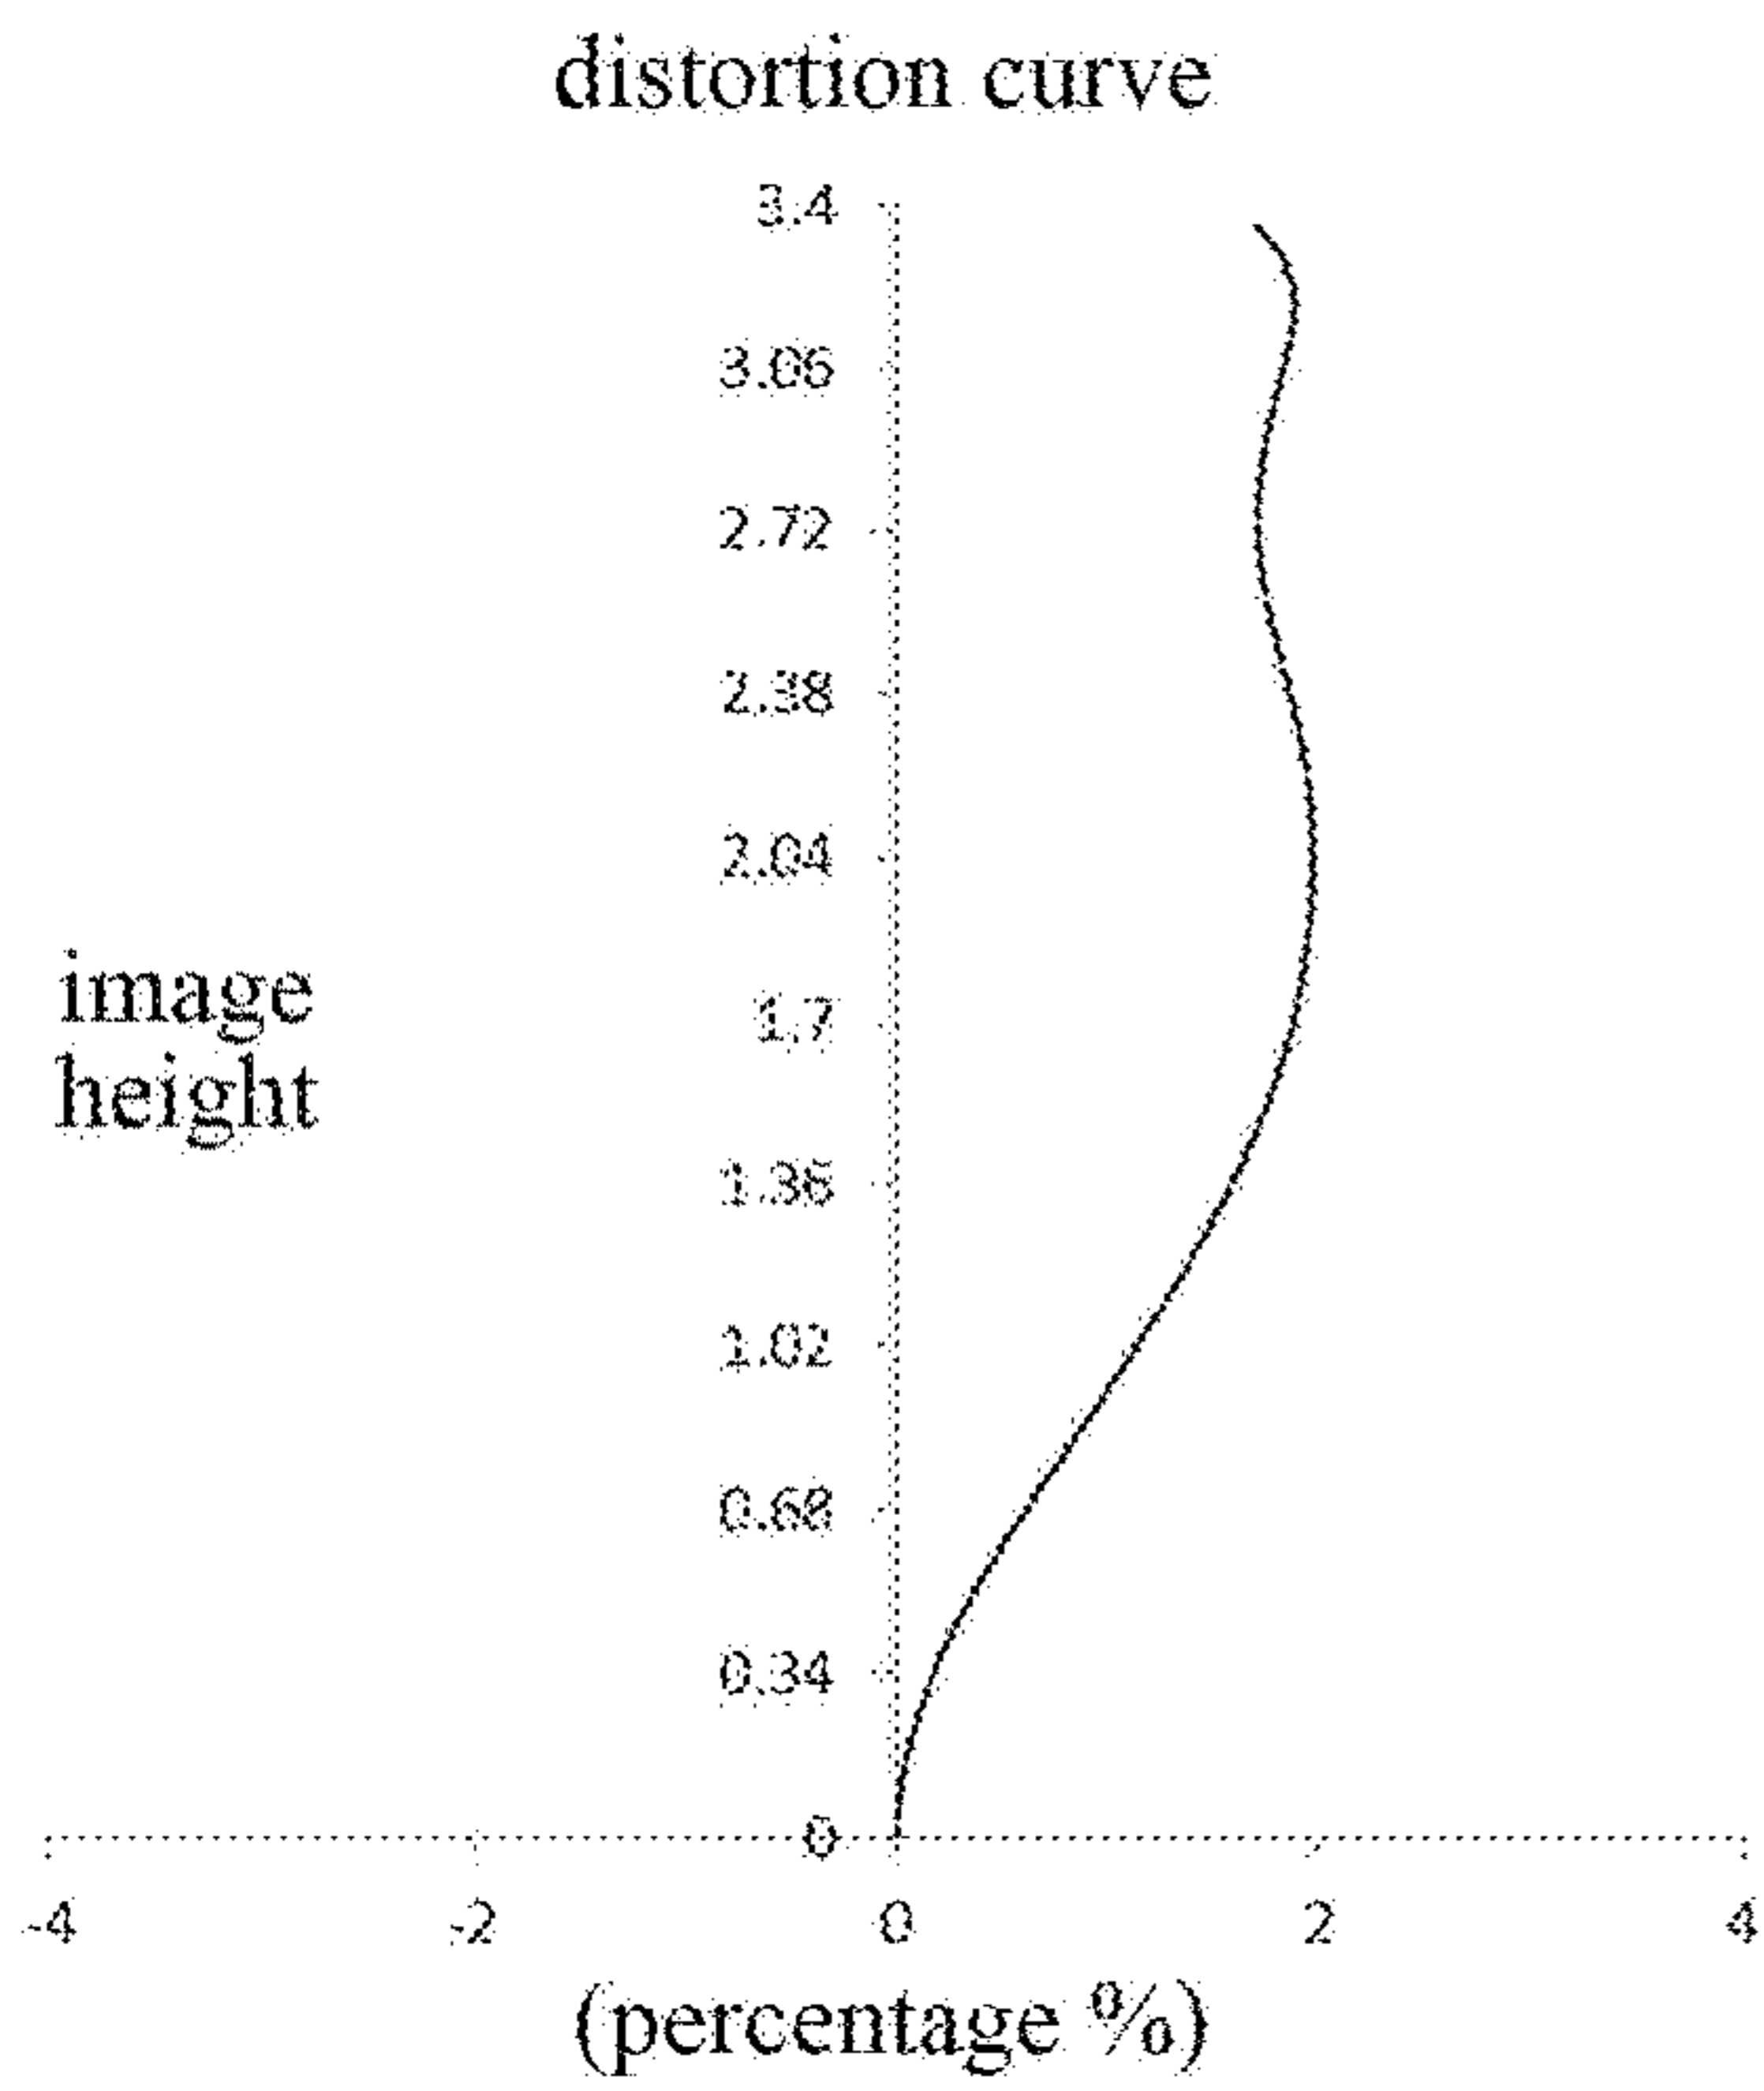 distortion curve
3.4
3.06
2.72
2.38
2.04
image
1.7
height
1.36
1.02
0.68
0.34
0
-4 -2 0 2 4
(percentage %)